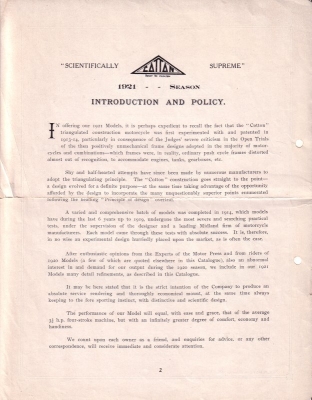 "SCIENTIFICALLY
COTTON
SUPREME."
1921 - - SEASON
INTRODUCTION AND POLICY.
IN offering our 1921 Models, it is perhaps expedient to recall the fact that the "Cotton"
triangulated construction motorcycle was first experimented with and patented in
1913-14, particularly in consequence of the Judges' severe criticism in the Open Trials
of the then positively unmechanical frame designs adopted in the majority of motor-
cycles and combinations—which frames were, in reality, ordinary push cycle frames distorted
almost out of recognition, to accommodate engines, tanks, gearboxes, etc.
Shy and half-hearted attempts have since been made by numerous manufacturers to
adopt the triangulating principle. The "Cotton" construction goes straight to the point—
a design evolved for a definite purpose—at the same time taking advantage of the opportunity
afforded by the design to incorporate the many unquestionably superior points enumerated
following the heading "Principle of design" overleaf.
A varied and comprehensive batch of models was completed in 1914, which models
have during the last 6 years up to 1919, undergone the most severe and searching practical
tests, under the supervision of the designer and a leading Midland firm of motorcycle
manufacturers. Each model came through these tests with absolute success. It is, therefore,
in no wise an experimental design hurriedly placed upon the market, as is often the case.
After enthusiastic opinions from the Experts of the Motor Press and from riders of
1920 Models (a few of which are quoted elsewhere in this Catalogue), also an abnormal
interest in and demand for our output during the 1920 season, we include in our 1921
Models many detail refinements, as described in this Catalogue.
It may be here stated that it is the strict intention of the Company to produce an
absolute service rendering and thoroughly economical mount, at the same time always
keeping to the fore sporting instinct, with distinctive and scientific design.
The performance of our Model will equal, with ease and grace, that of the average
3½ h.p. four-stroke machine, but with an infinitely greater degree of comfort, economy and
handiness.
We count upon each owner as a friend, and enquiries for advice, or any other
correspondence, will receive immediate and considerate attention.
2